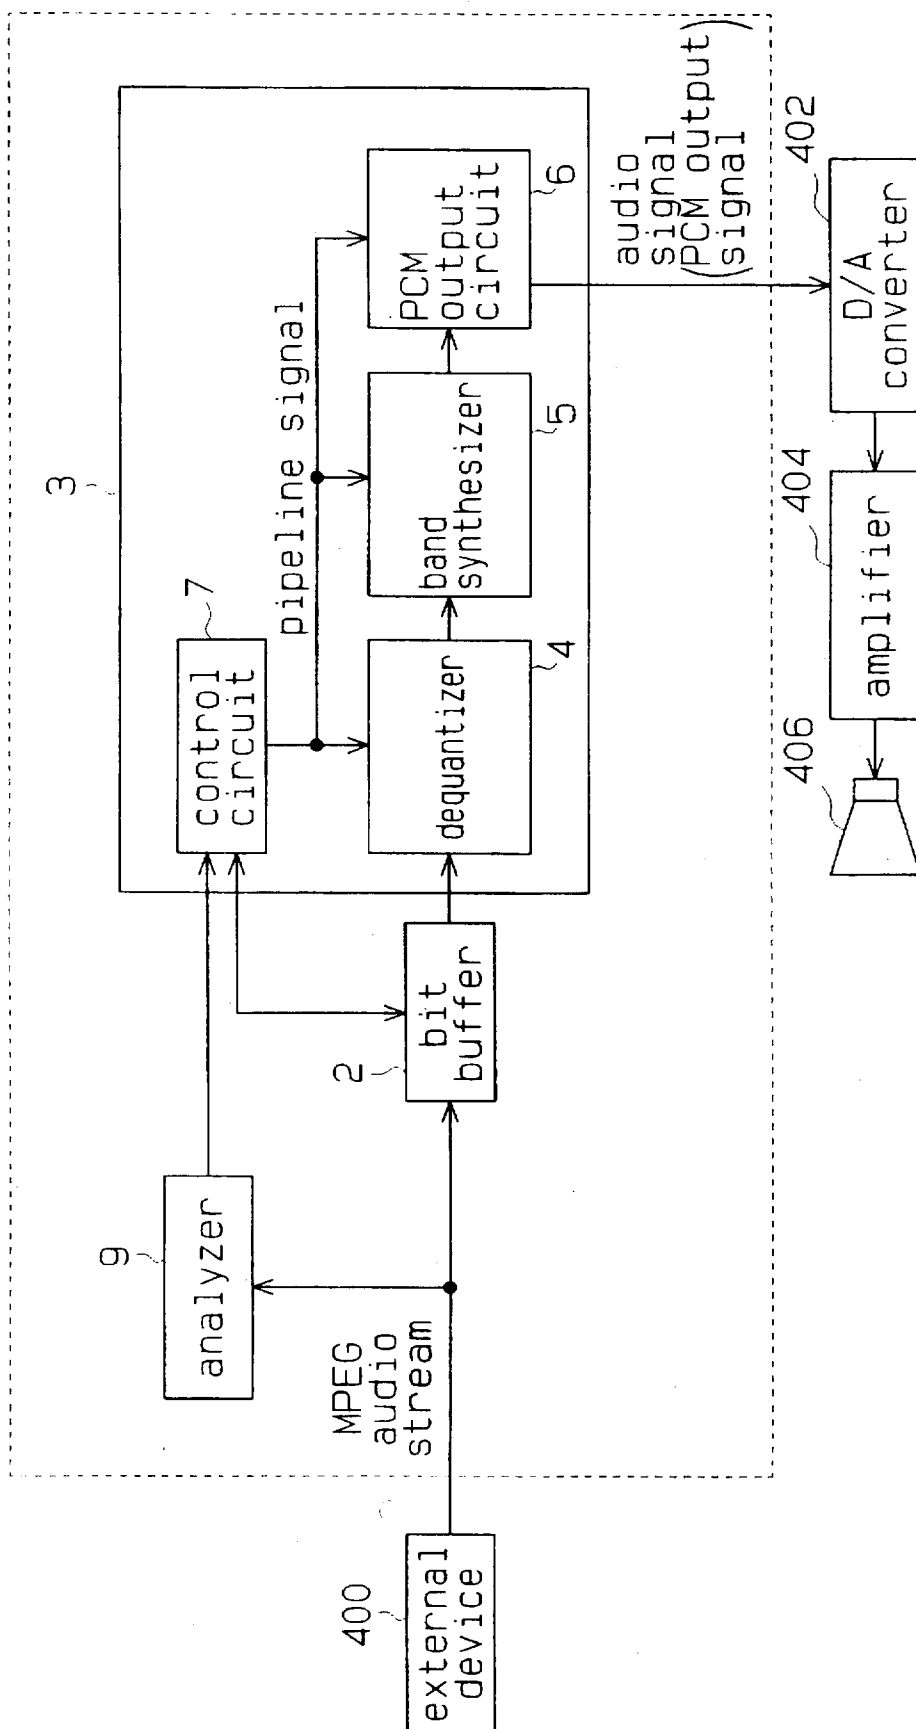 3
7
control
circuit
pipeline signal
9
analyzer
MPEG
audio
stream
400
external
device
2
bit
buffer
dequantizer
4
band
synthesizer
5
PCM
output
circuit
6
audio
signal
(PCM output
signal)
402
D/A
converter
404
amplifier
406